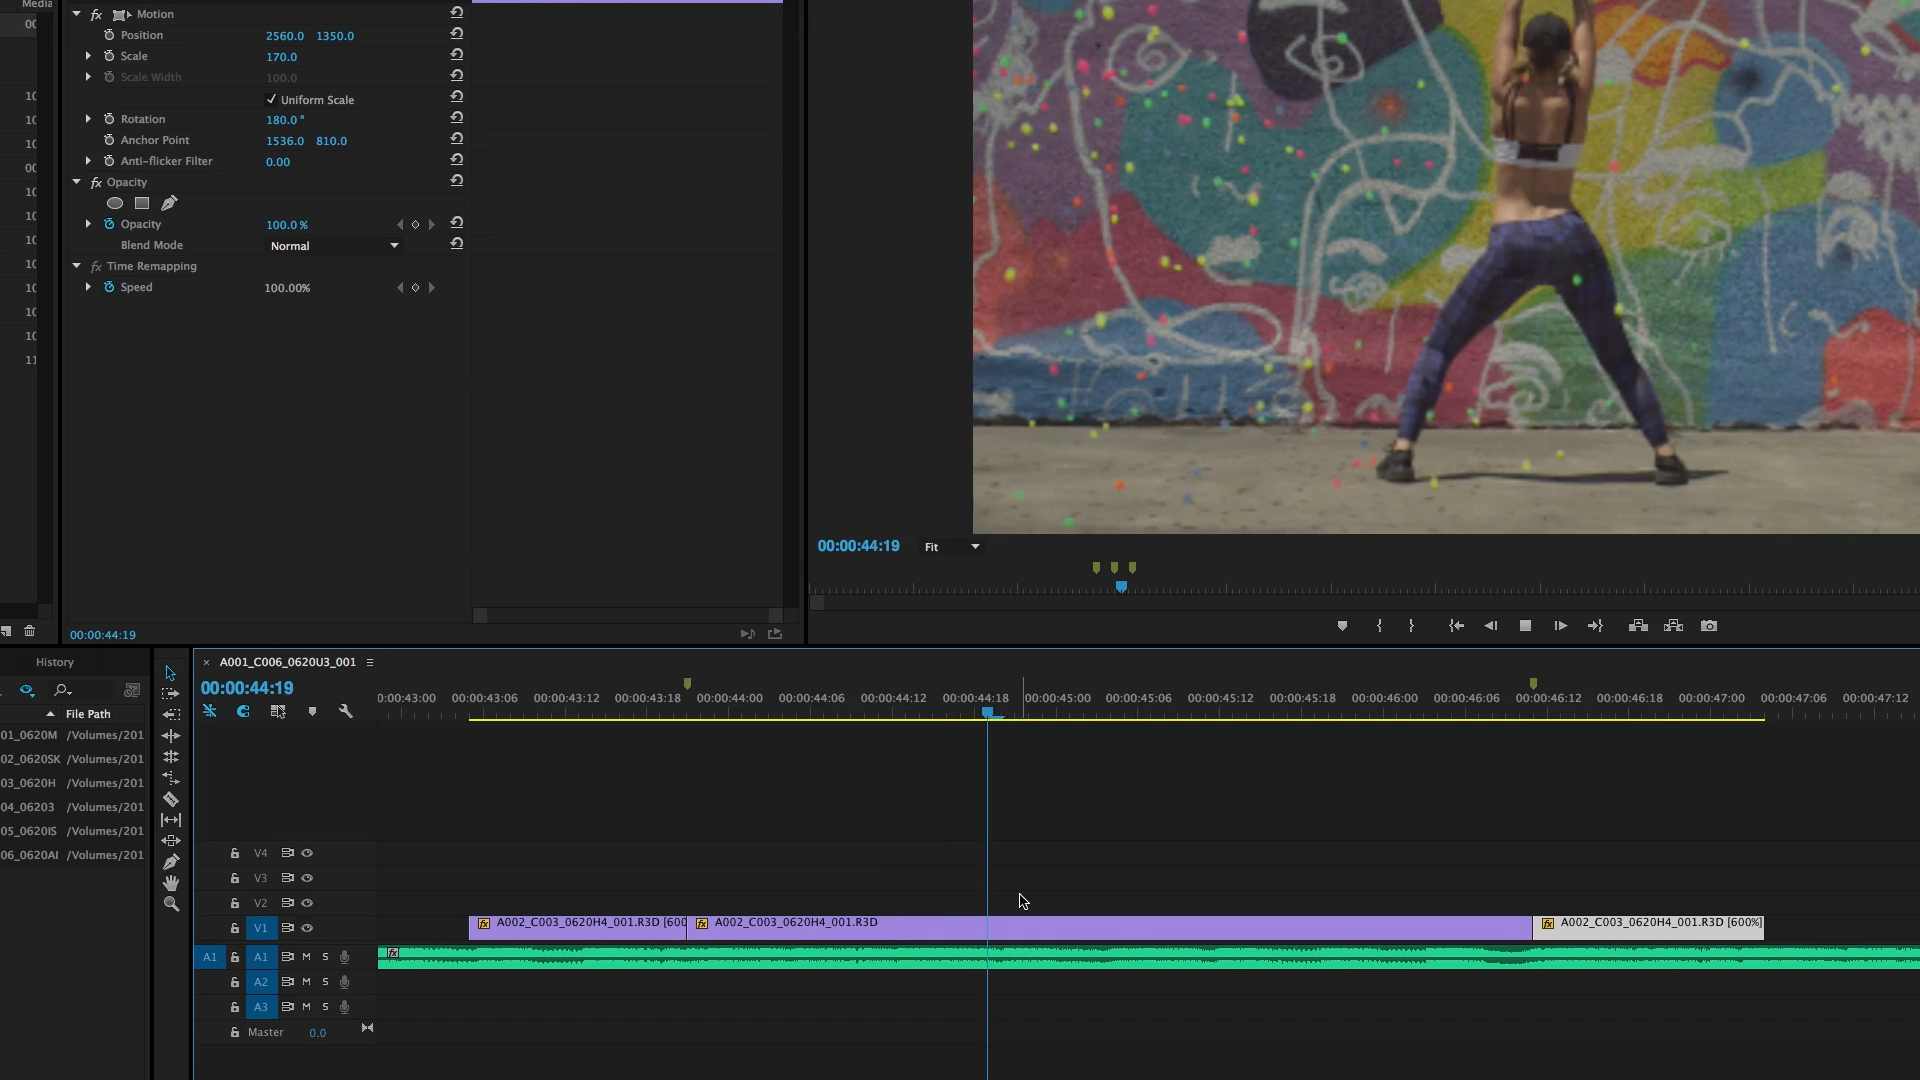 Media
fx Motion
Position 2560.0 1350.0
Scale 170.0
Scale Width 100.0
Uniform Scale
Rotation 180.0 °
Anchor Point 1536.0 810.0
Anti-flicker Filter 0.00
fx Opacity
Opacity 100.0 %
Blend Mode Normal
fx Time Remapping
Speed 100.00%
00:00:44:19
00:00:44:19 Fit
History
File Path
01_0620M /Volumes/201
02_0620SK /Volumes/201
03_0620H /Volumes/201
04_06203 /Volumes/201
05_0620IS /Volumes/201
06_0620AI /Volumes/201
× A001_C006_0620U3_001
00:00:44:19
0:00:43:00 00:00:43:06 00:00:43:12 00:00:43:18 00:00:44:00 00:00:44:06 00:00:44:12 00:00:44:18 00:00:45:00 00:00:45:06 00:00:45:12 00:00:45:18 00:00:46:00 00:00:46:06 00:00:46:12 00:00:46:18 00:00:47:00 00:00:47:06 00:00:47:12
V4
V3
V2
V1 fx A002_C003_0620H4_001.R3D [600 fx A002_C003_0620H4_001.R3D fx A002_C003_0620H4_001.R3D [600%]
A1 A1 M S fx
A2 M S
A3 M S
Master 0.0